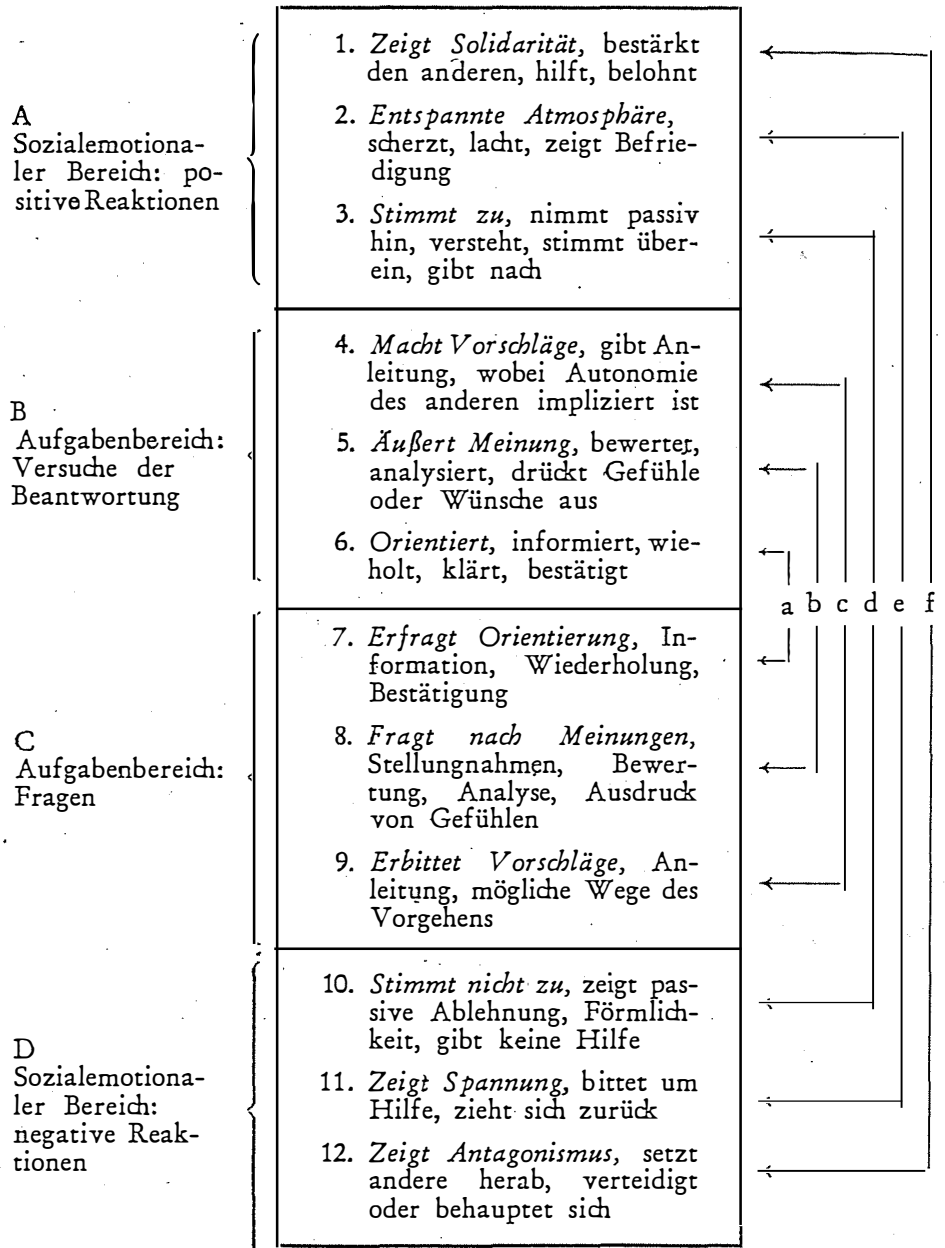 A
Sozialemotiona-
ler Bereich: po-
sitive Reaktionen
1. Zeigt Solidarität, bestärkt
den anderen, hilft, belohnt
2. Entspannte Atmosphäre,
scherzt, lacht, zeigt Befrie-
digung
3. Stimmt zu, nimmt passiv
hin, versteht, stimmt über-
ein, gibt nach
B
Aufgabenbereich:
Versuche der
Beantwortung
4. Macht Vorschläge, gibt An-
leitung, wobei Autonomie
des anderen impliziert ist
5. Äußert Meinung, bewertet,
analysiert, drückt Gefühle
oder Wünsche aus
6. Orientiert, informiert, wie-
holt, klärt, bestätigt
a b c d e f
C
Aufgabenbereich:
Fragen
7. Erfragt Orientierung, In-
formation, Wiederholung,
Bestätigung
8. Fragt nach Meinungen,
Stellungnahmen, Bewer-
tung, Analyse, Ausdruck
von Gefühlen
9. Erbittet Vorschläge, An-
leitung, mögliche Wege des
Vorgehens
D
Sozialemotiona-
ler Bereich:
negative Reak-
tionen
10. Stimmt nicht zu, zeigt pas-
sive Ablehnung, Förmlich-
keit, gibt keine Hilfe
11. Zeigt Spannung, bittet um
Hilfe, zieht sich zurück
12. Zeigt Antagonismus, setzt
andere herab, verteidigt
oder behauptet sich